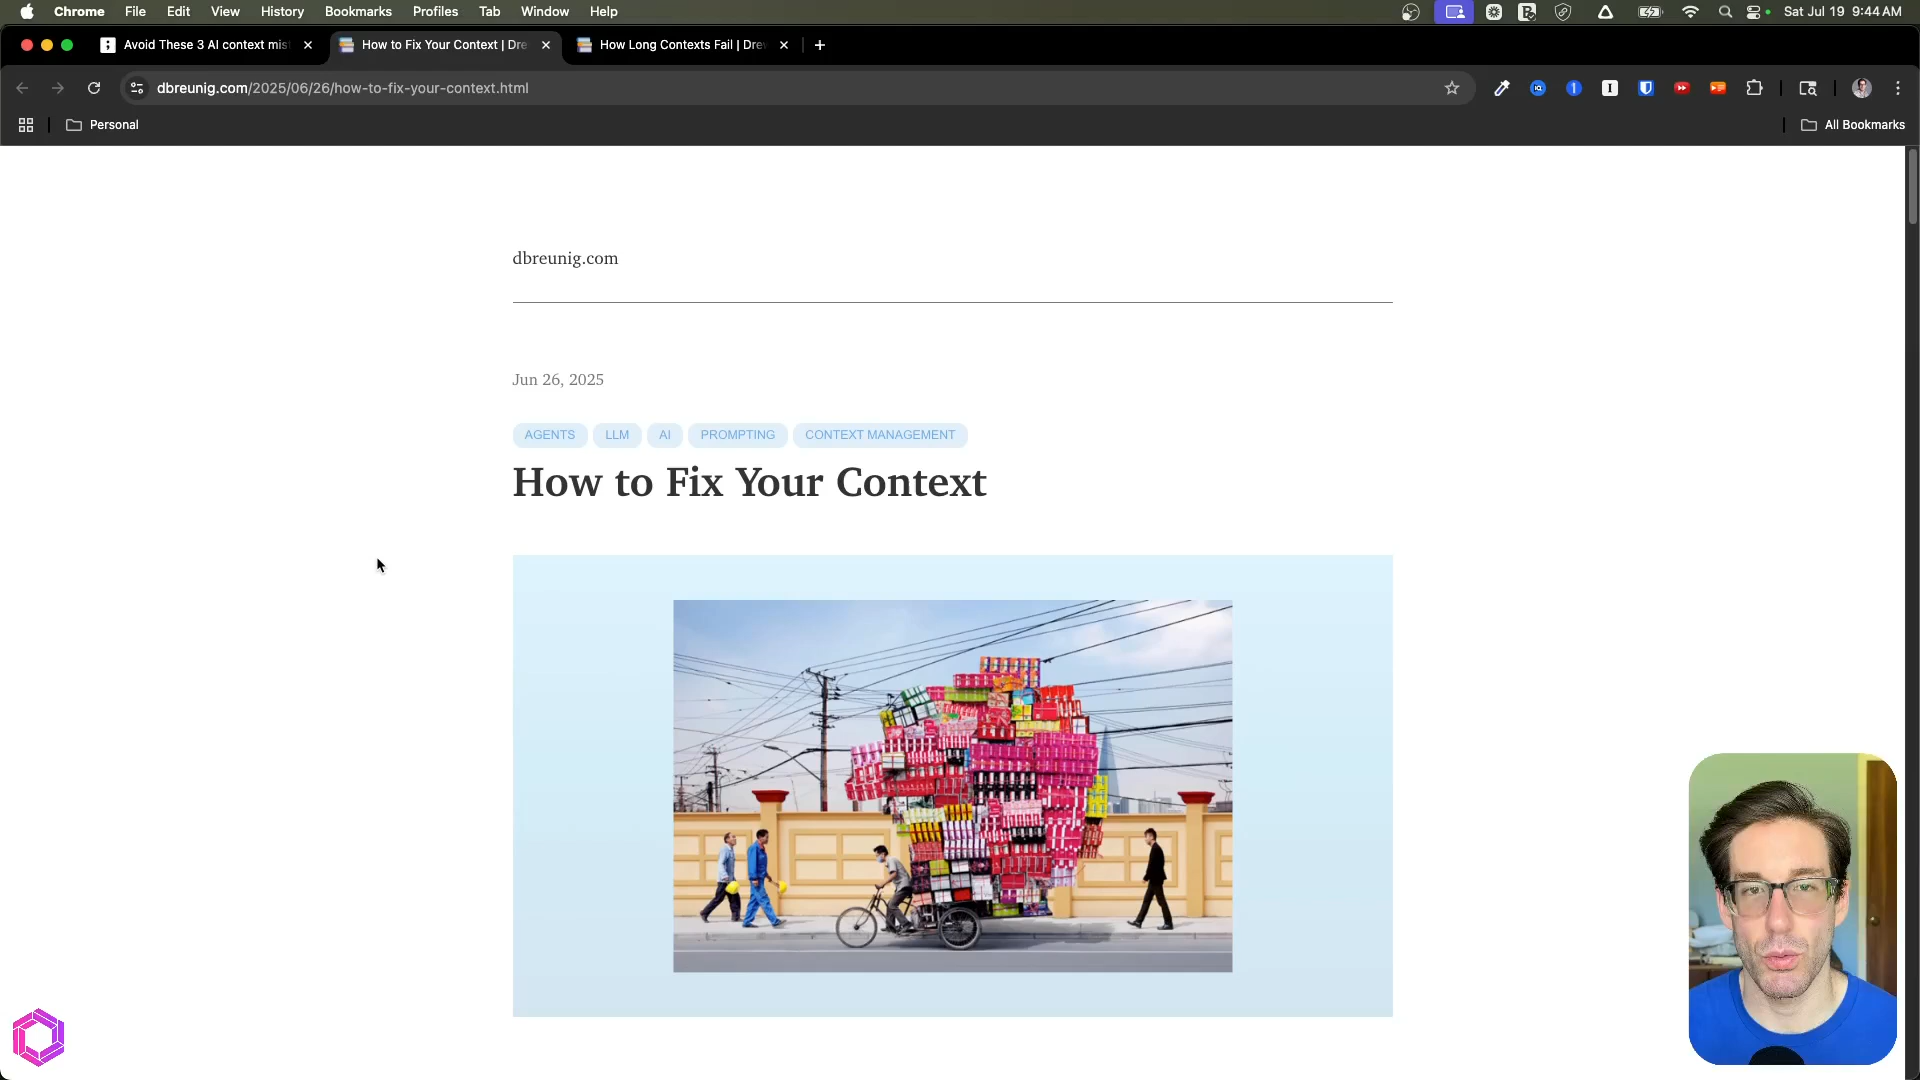 Chrome File Edit View History Bookmarks Profiles Tab Window Help Sat Jul 19 9:44 AM
Avoid These 3 AI context mis How to Fix Your Context | Dre How Long Contexts Fail | Dre
dbreunig.com/2025/06/26/how-to-fix-your-context.html
Personal All Bookmarks
dbreunig.com
Jun 26, 2025
AGENTS LLM AI PROMPTING CONTEXT MANAGEMENT
How to Fix Your Context